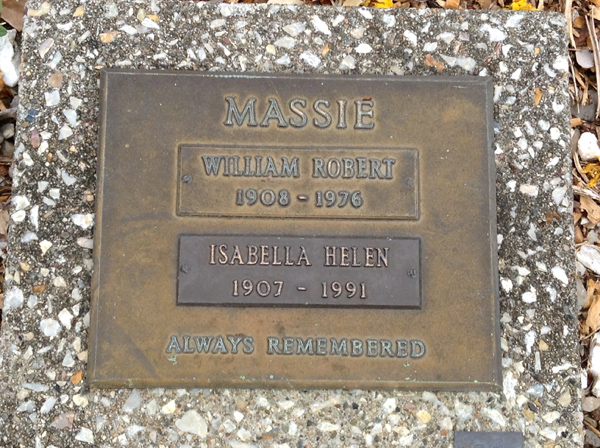 MASSIE
WILLIAM ROBERT
1908 - 1976
ISABELLA HELEN
1907 - 1991
ALWAYS REMEMBERED